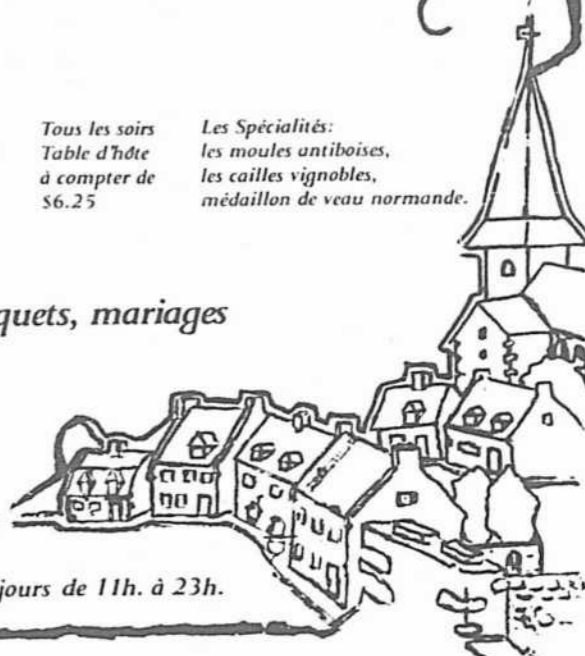 Tous les soirs
Table d'hôte
à compter de
$6.25
Les Spécialités:
les moules antiboises,
les cailles vignobles,
médaillon de veau normande.
quets, mariages
jours de 11h. à 23h.